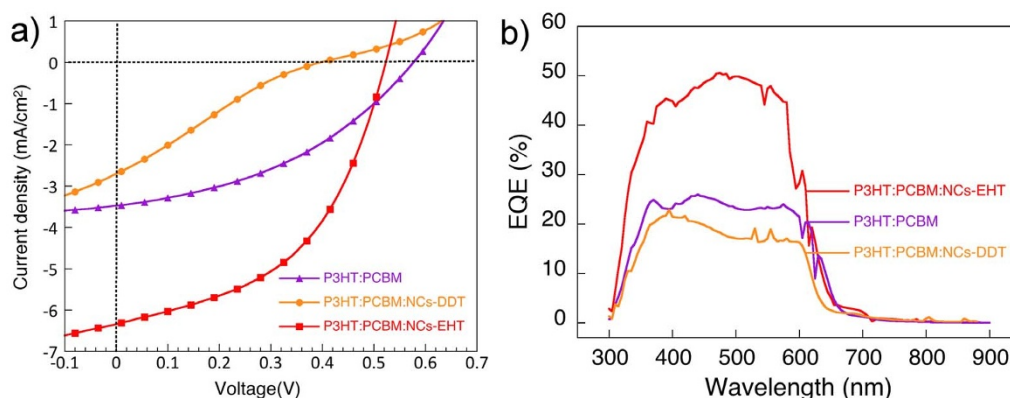 a)
Current density (mA/cm²)
1
0
-1
-2
-3
-4
-5
-6
-7
P3HT:PCBM
P3HT:PCBM:NCs-DDT
P3HT:PCBM:NCs-EHT
-0.1
0
0.1
0.2
0.3
0.4
0.5
0.6
0.7
Voltage(V)
b)
EQE (%)
60
50
40
30
20
10
0
P3HT:PCBM:NCs-EHT
P3HT:PCBM
P3HT:PCBM:NCs-DDT
300
400
500
600
700
800
900
Wavelength (nm)